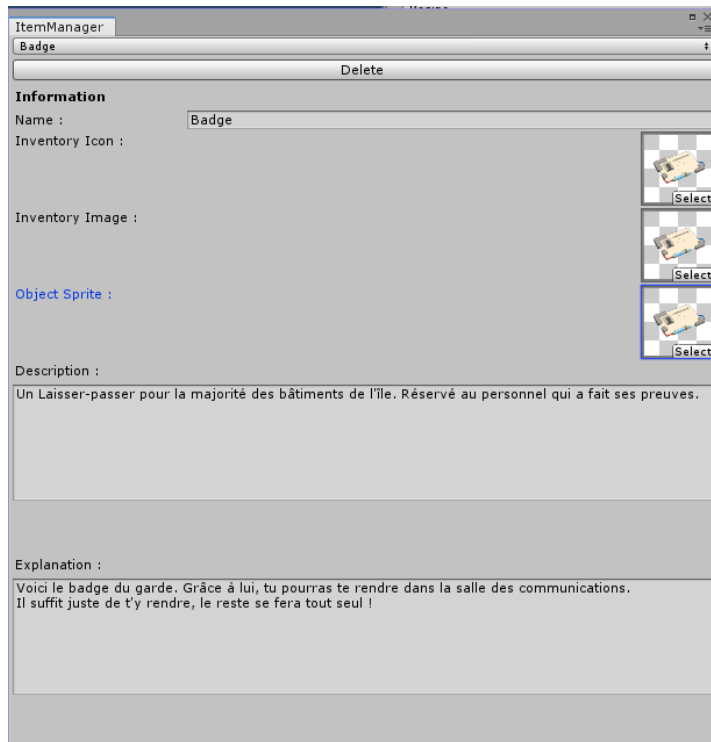 ItemManager
Badge
Delete
Information
Name : Badge
Inventory Icon :
Select
Inventory Image :
Select
Object Sprite :
Select
Description :
Un Laisser-passer pour la majorité des bâtiments de l'île. Réservé au personnel qui a fait ses preuves.
Explanation :
Voici le badge du garde. Grâce à lui, tu pourras te rendre dans la salle des communications.
Il suffit juste de t'y rendre, le reste se fera tout seul !